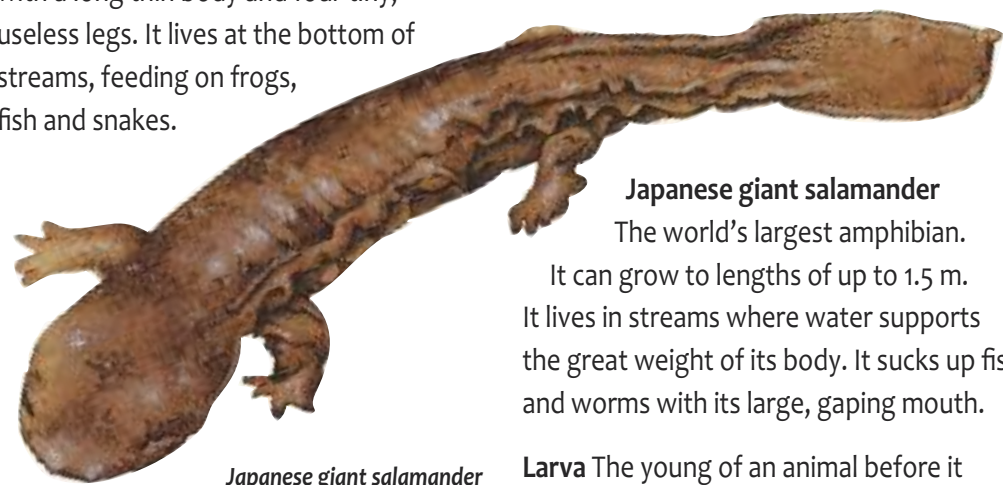 useless legs. It lives at the bottom of
streams, feeding on frogs,
fish and snakes.
Japanese giant salamander
The world's largest amphibian.
It can grow to lengths of up to 1.5 m.
It lives in streams where water supports
the great weight of its body. It sucks up
and worms with its large, gaping mouth.
Larva The young of an animal before it
Japanese giant salamander